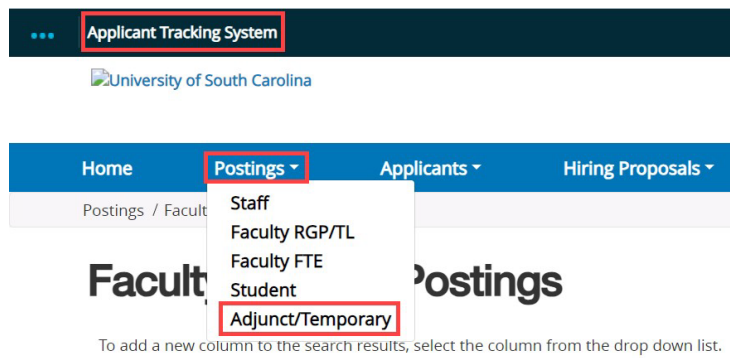 ••• Applicant Tracking System
University of South Carolina
Home Postings Applicants Hiring Proposals
Postings / Facult
Staff
Faculty RGP/TL
Faculty FTE
Student
Adjunct/Temporary
Facult Postings
To add a new column to the search results, select the column from the drop down list.